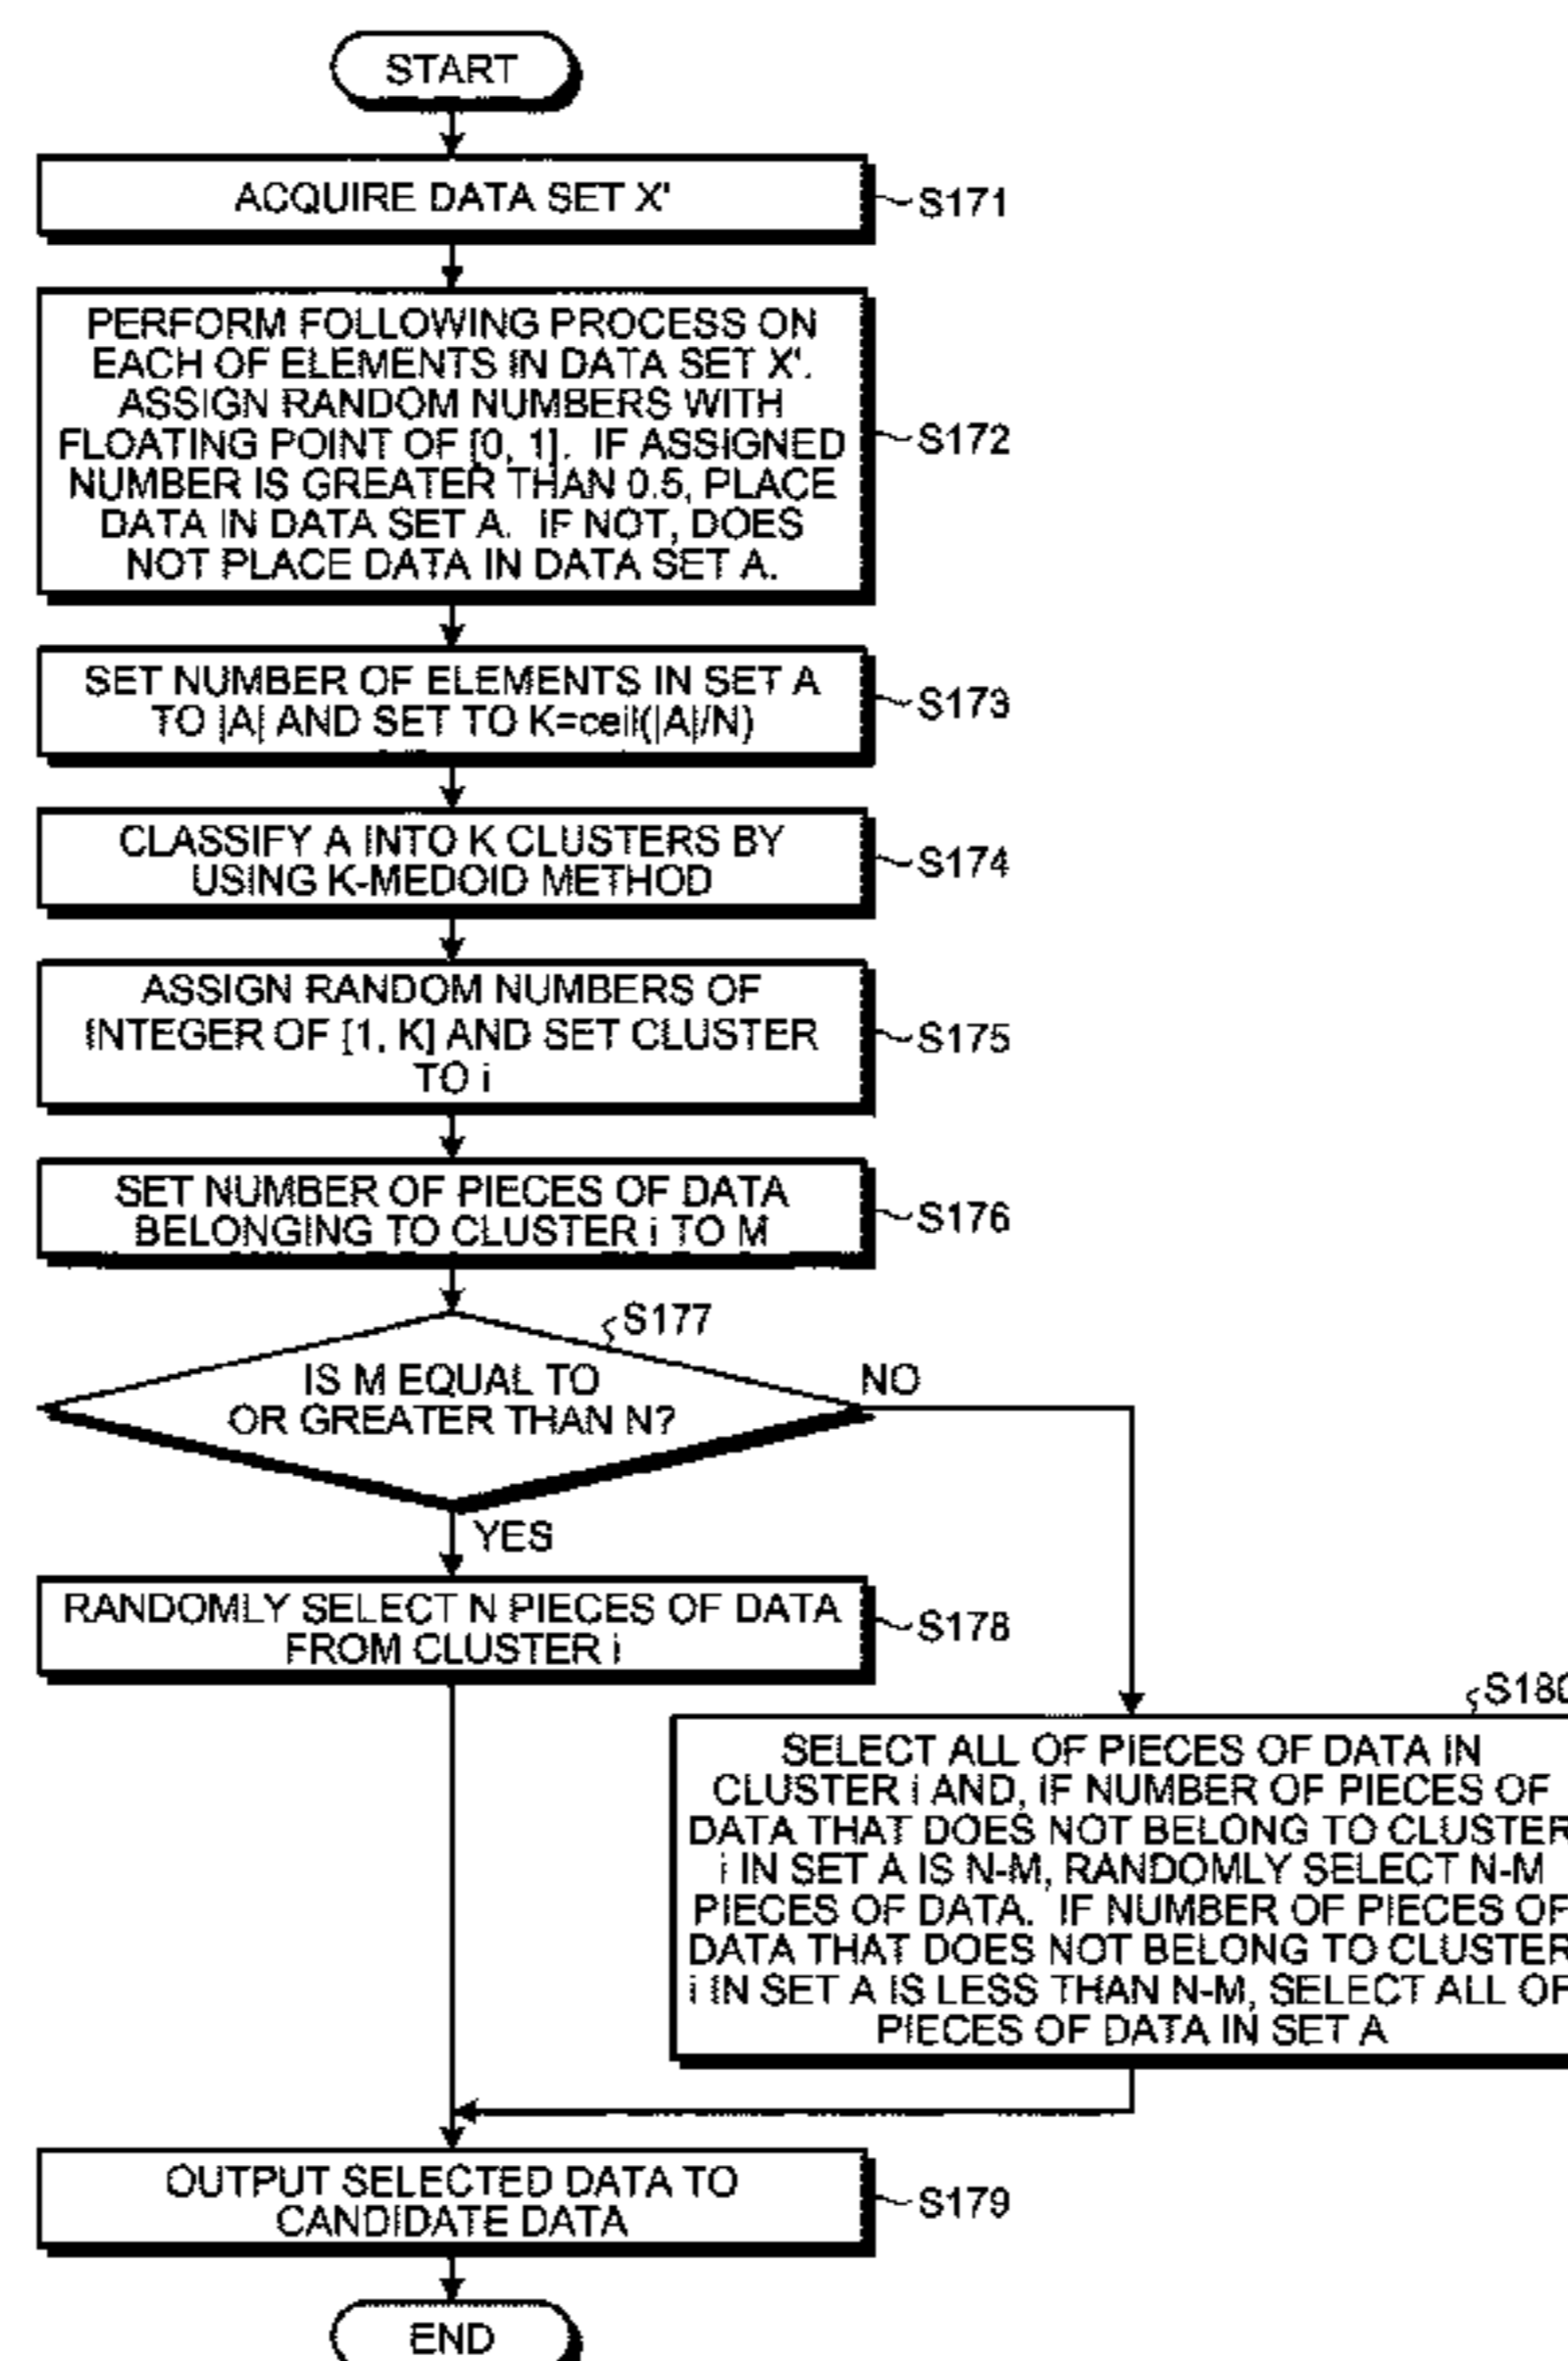 START
ACQUIRE DATA SET X'
S171
PERFORM FOLLOWING PROCESS ON
EACH OF ELEMENTS IN DATA SET X'.
ASSIGN RANDOM NUMBERS WITH
FLOATING POINT OF [0, 1]. IF ASSIGNED
NUMBER IS GREATER THAN 0.5, PLACE
DATA IN DATA SET A. IF NOT, DOES
NOT PLACE DATA IN DATA SET A.
S172
SET NUMBER OF ELEMENTS IN SET A
TO |A| AND SET TO K=ceil(|A|/N)
S173
CLASSIFY A INTO K CLUSTERS BY
USING K-MEDOID METHOD
S174
ASSIGN RANDOM NUMBERS OF
INTEGER OF [1, K] AND SET CLUSTER
TO i
S175
SET NUMBER OF PIECES OF DATA
BELONGING TO CLUSTER i TO M
S176
S177
IS M EQUAL TO
OR GREATER THAN N?
NO
YES
RANDOMLY SELECT N PIECES OF DATA
FROM CLUSTER i
S178
S180
SELECT ALL OF PIECES OF DATA IN
CLUSTER i AND, IF NUMBER OF PIECES OF
DATA THAT DOES NOT BELONG TO CLUSTER
i IN SET A IS N-M, RANDOMLY SELECT N-M
PIECES OF DATA. IF NUMBER OF PIECES OF
DATA THAT DOES NOT BELONG TO CLUSTER
i IN SET A IS LESS THAN N-M, SELECT ALL OF
PIECES OF DATA IN SET A
OUTPUT SELECTED DATA TO
CANDIDATE DATA
S179
END